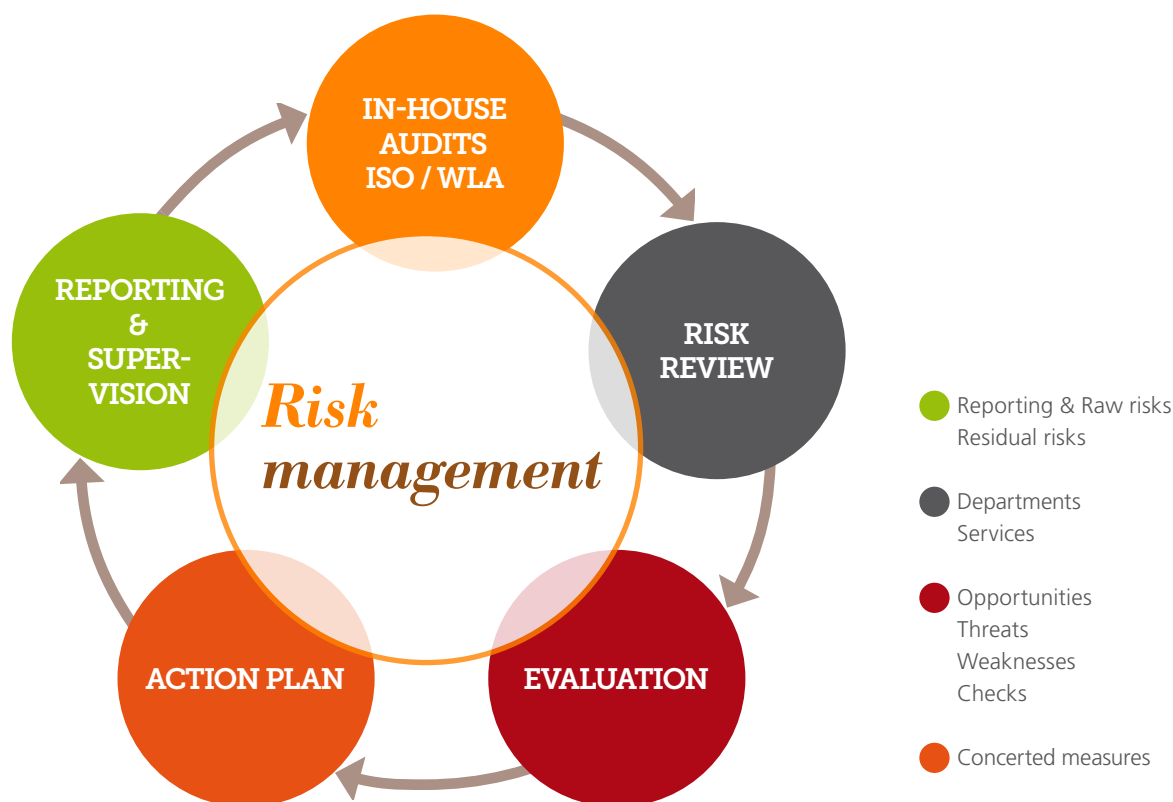 IN-HOUSE
AUDITS
ISO / WLA
RISK
REVIEW
EVALUATION
ACTION PLAN
REPORTING
&
SUPER-
VISION
Risk
management
Reporting & Raw risks
Residual risks
Departments
Services
Opportunities
Threats
Weaknesses
Checks
Concerted measures